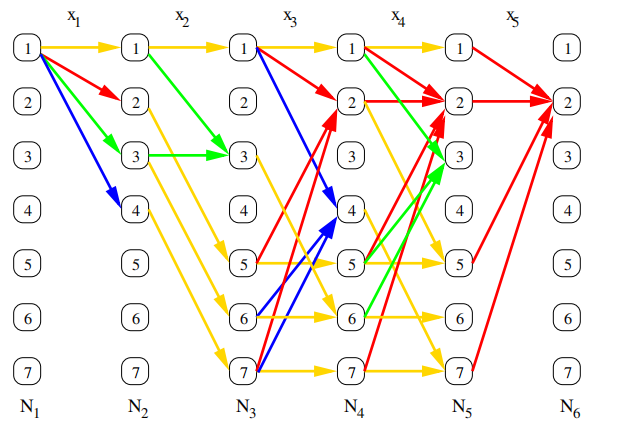 x1 x2 x3 x4 x5
1 1 1 1 1 1
2 2 2 2 2 2
3 3 3 3 3 3
4 4 4 4 4 4
5 5 5 5 5 5
6 6 6 6 6 6
7 7 7 7 7 7
N1 N2 N3 N4 N5 N6